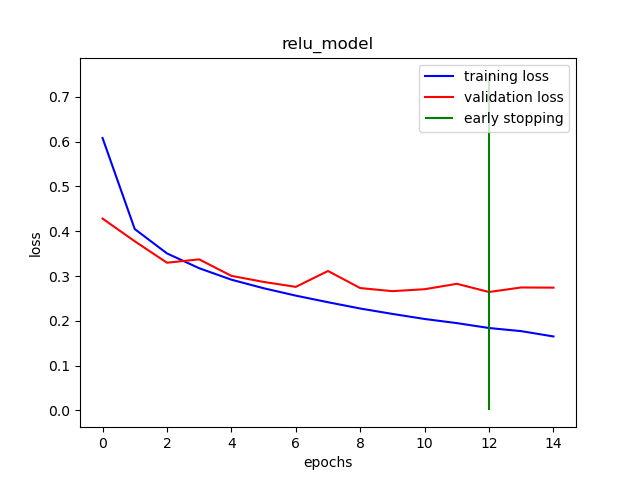 relu_model
training loss
validation loss
early stopping
loss
0.7
0.6
0.5
0.4
0.3
0.2
0.1
0.0
0 2 4 6 8 10 12 14
epochs